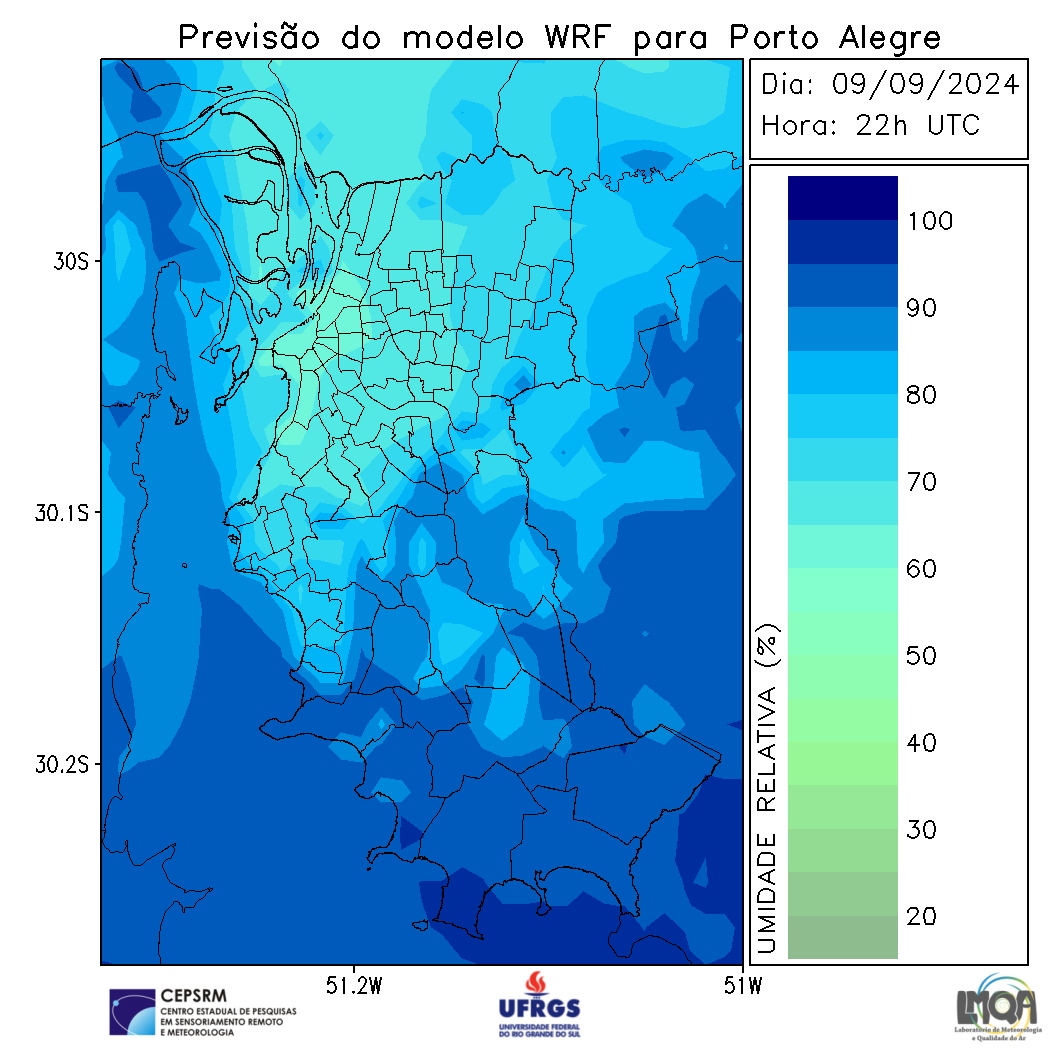 Previsão do modelo WRF para Porto Alegre
Dia: 09/09/2024
Hora: 22h UTC
30S
30.1S
30.2S
51.2W
51W
100
90
80
70
60
50
40
30
20
UMIDADE RELATIVA (%)
CEPSRM
CENTRO ESTADUAL DE PESQUISAS
EM SENSORIAMENTO REMOTO
E METEOROLOGIA
UFRGS
UNIVERSIDADE FEDERAL
DO RIO GRANDE DO SUL
LMQA
Laboratório de Meteorologia
e Qualidade do Ar